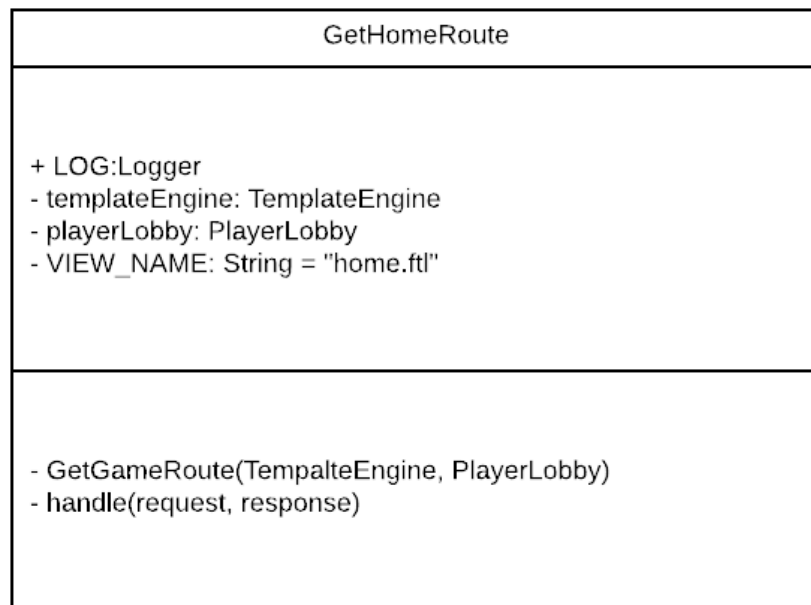 GetHomeRoute
+ LOG:Logger
- templateEngine: TemplateEngine
- playerLobby: PlayerLobby
- VIEW_NAME: String = "home.ftl"
- GetGameRoute(TempalteEngine, PlayerLobby)
- handle(request, response)